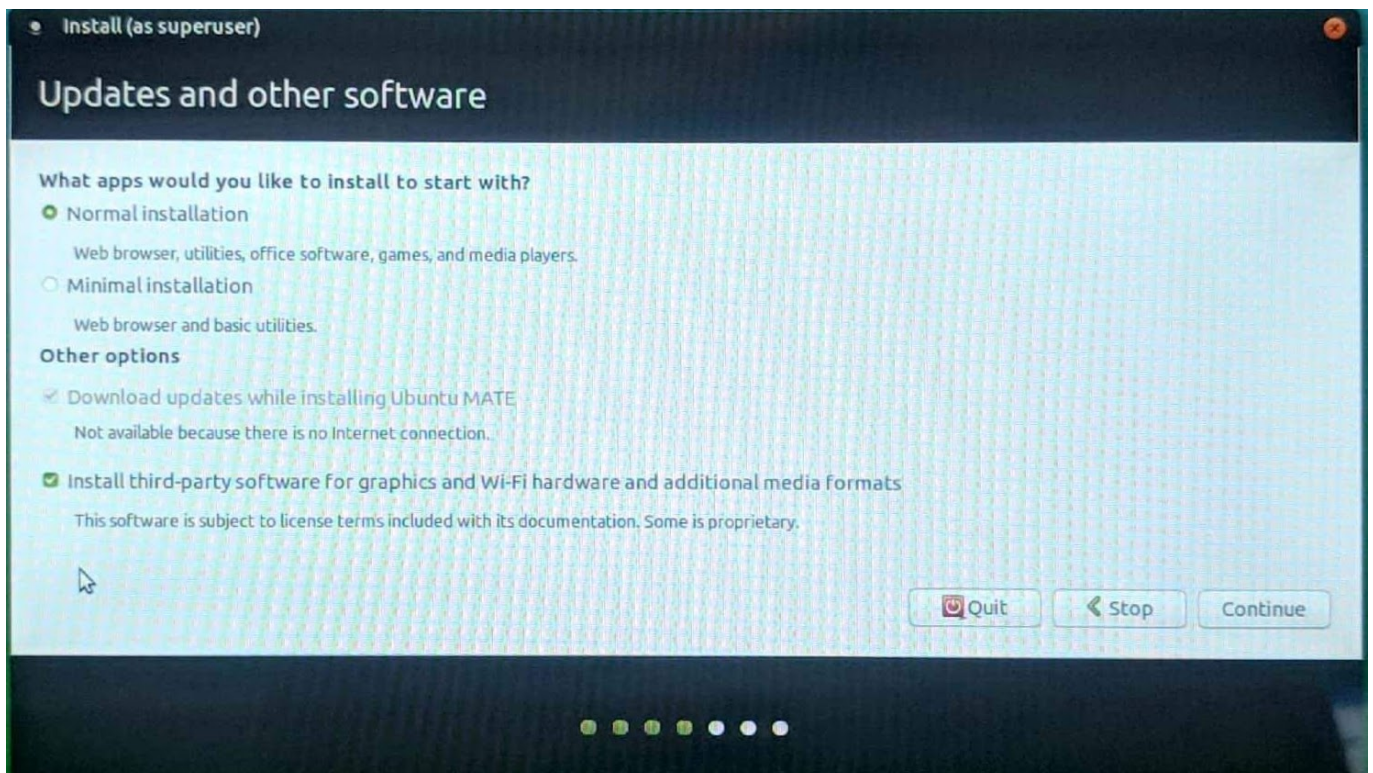 Install (as superuser)
Updates and other software
What apps would you like to install to start with?
Normal installation
Web browser, utilities, office software, games, and media players.
Minimal installation
Web browser and basic utilities.
Other options
Download updates while installing Ubuntu MATE
Not available because there is no Internet connection.
Install third-party software for graphics and Wi-Fi hardware and additional media formats
This software is subject to license terms included with its documentation. Some is proprietary.
Quit Stop Continue